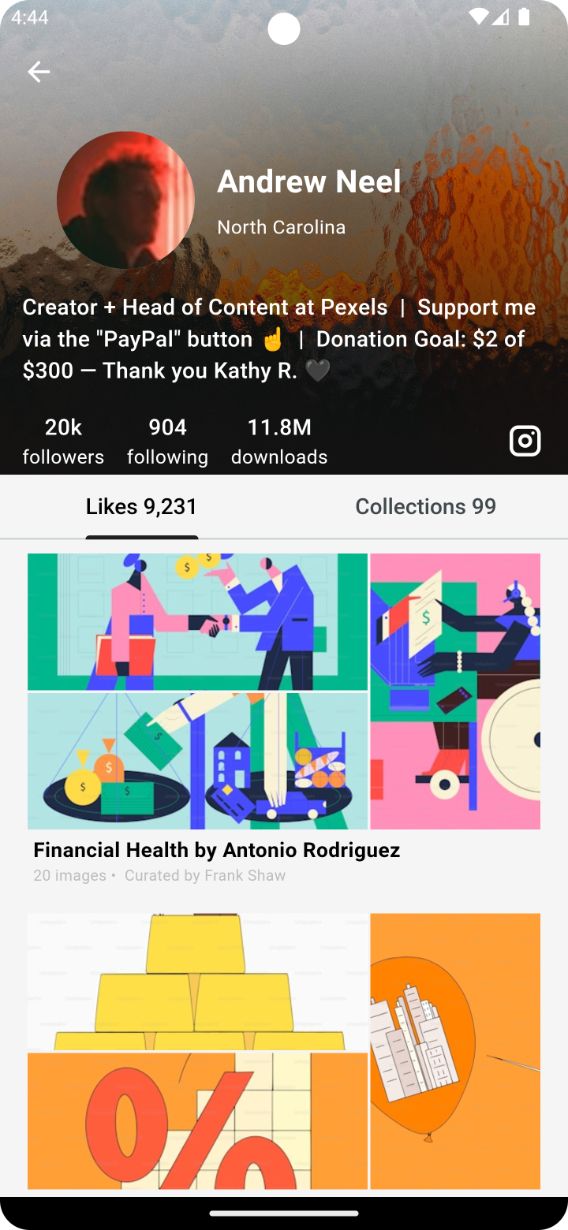 4:44
Andrew Neel
North Carolina
Creator + Head of Content at Pexels | Support me
via the "PayPal" button ☝ | Donation Goal: $2 of
$300 — Thank you Kathy R. 🖤
20k
904
11.8M
followers
following
downloads
Likes 9,231
Collections 99
$
$
$
$
$
Financial Health by Antonio Rodriguez
20 images • Curated by Frank Shaw
%